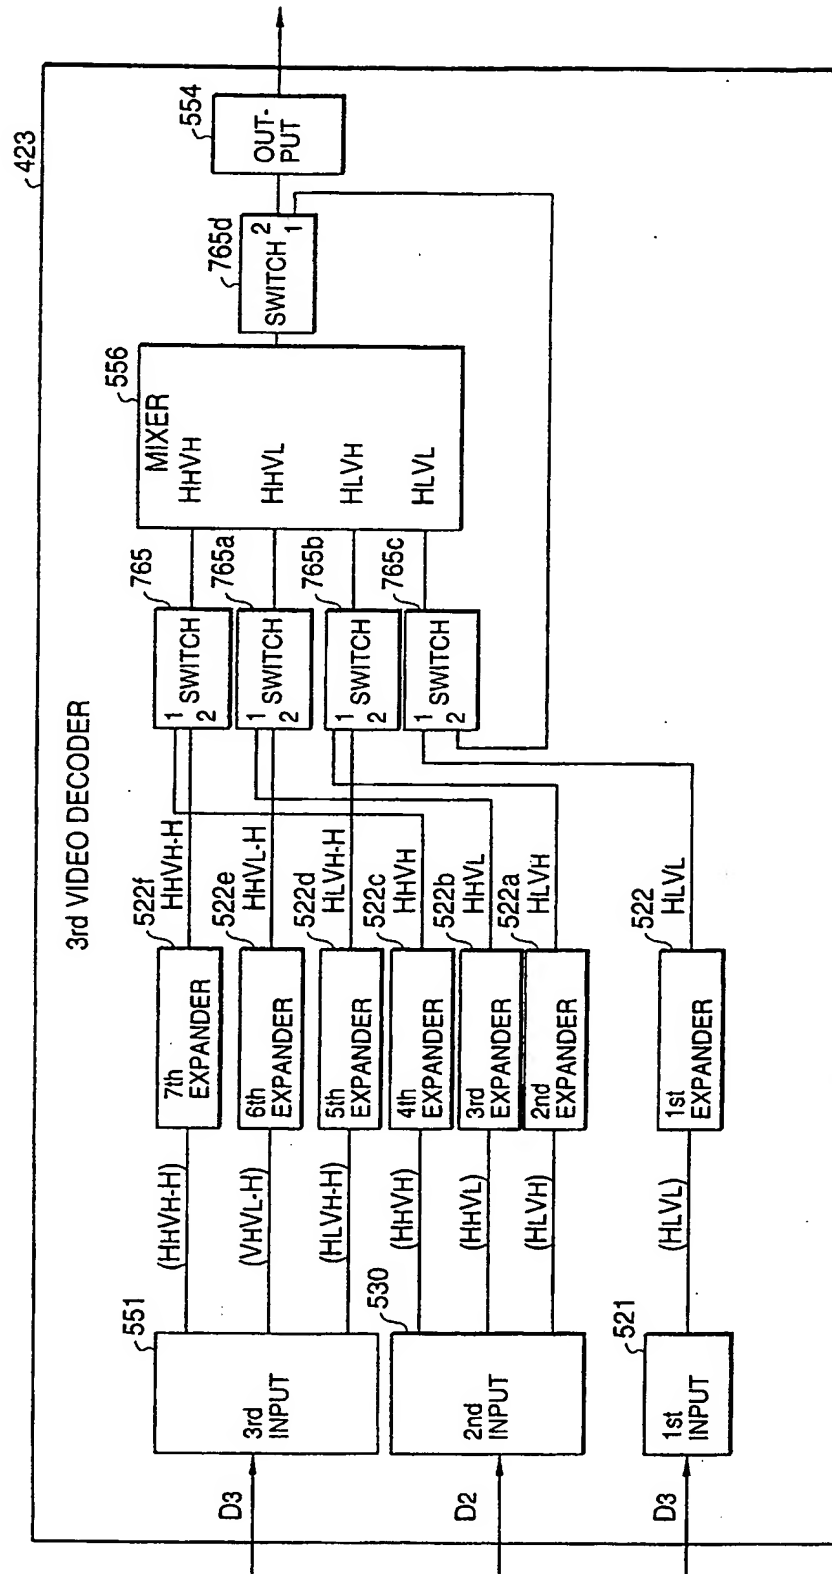 3rd VIDEO DECODER
423
D3
3rd
INPUT
551
(HHVH-H)
(VHVL-H)
(HLVH-H)
D2
2nd
INPUT
530
(HHVH)
(HHVL)
(HLVH)
D3
1st
INPUT
521
(HLVL)
7th
EXPANDER
522f
HHVH-H
6th
EXPANDER
522e
HHVL-H
5th
EXPANDER
522d
HLVH-H
4th
EXPANDER
522c
HHVH
3rd
EXPANDER
522b
HHVL
2nd
EXPANDER
522a
HLVH
1st
EXPANDER
522
HLVL
765
1
SWITCH
2
765a
1
SWITCH
2
765b
1
SWITCH
2
765c
1
SWITCH
2
556
MIXER
HHVH
HHVL
HLVH
HLVL
765d
SWITCH
2
1
554
OUT-
PUT